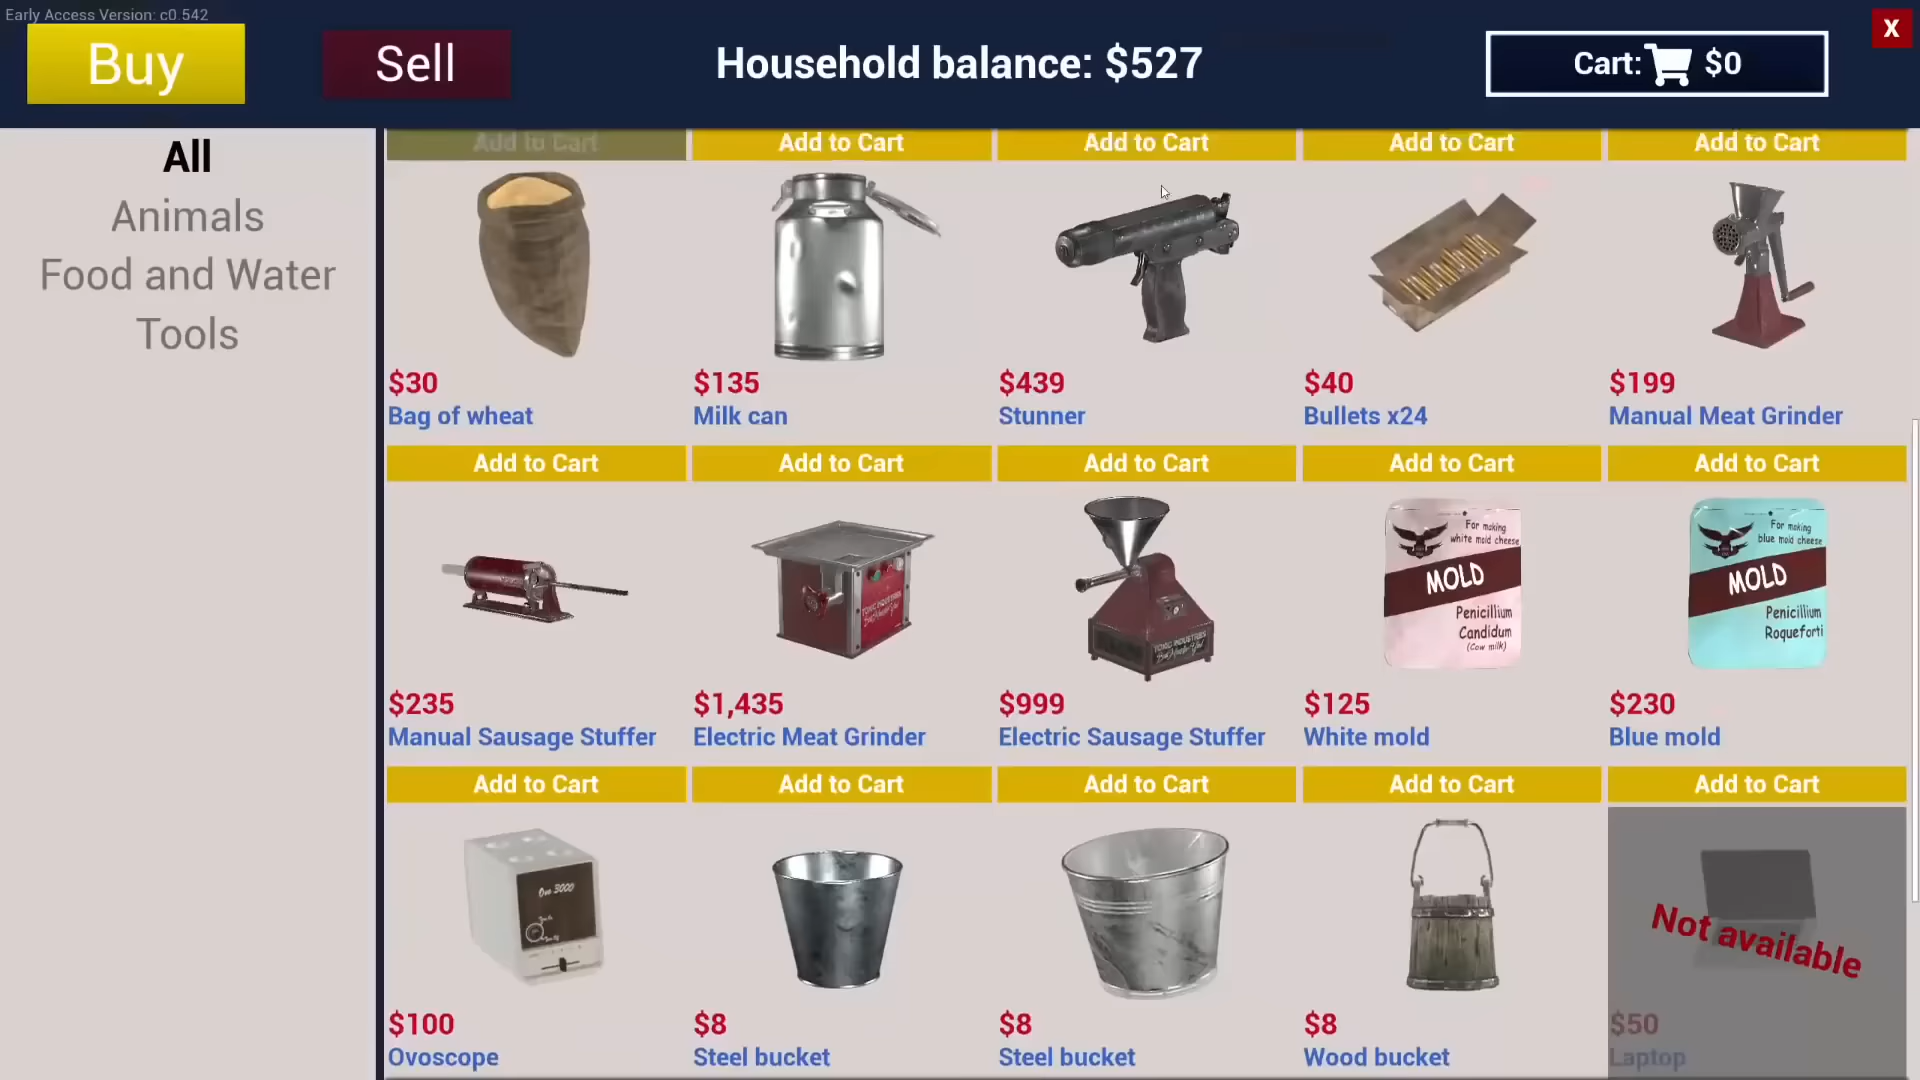 Early Access Version: c0.542
Buy
Sell
Household balance: $527
Cart: $0
X
All
Animals
Food and Water
Tools
Add to Cart
Add to Cart
Add to Cart
Add to Cart
Add to Cart
$30
Bag of wheat
$135
Milk can
$439
Stunner
$40
Bullets x24
$199
Manual Meat Grinder
Add to Cart
Add to Cart
Add to Cart
Add to Cart
Add to Cart
For making
white mold cheese
MOLD
Penicillium
Candidum
(Cow milk)
For making
blue mold cheese
MOLD
Penicillium
Roqueforti
$235
Manual Sausage Stuffer
$1,435
Electric Meat Grinder
$999
Electric Sausage Stuffer
$125
White mold
$230
Blue mold
Add to Cart
Add to Cart
Add to Cart
Add to Cart
Add to Cart
Ovo 3000
Not available
$100
Ovoscope
$8
Steel bucket
$8
Steel bucket
$8
Wood bucket
$50
Laptop